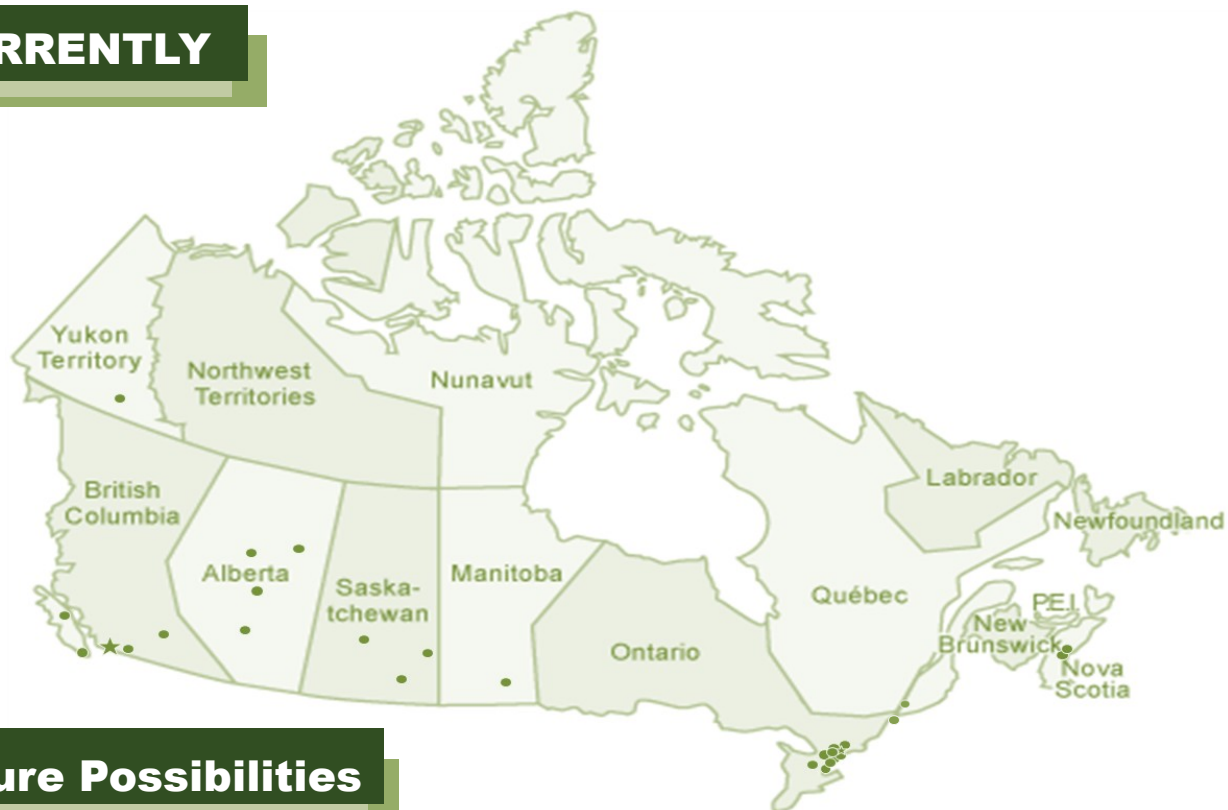 RRENTLY
Yukon
Territory
Northwest
Territories
Nunavut
British
Columbia
Alberta
Saska-
tchewan
Manitoba
Ontario
Québec
Labrador
Newfoundland
P.E.I.
New
Brunswick
Nova
Scotia
ure Possibilities